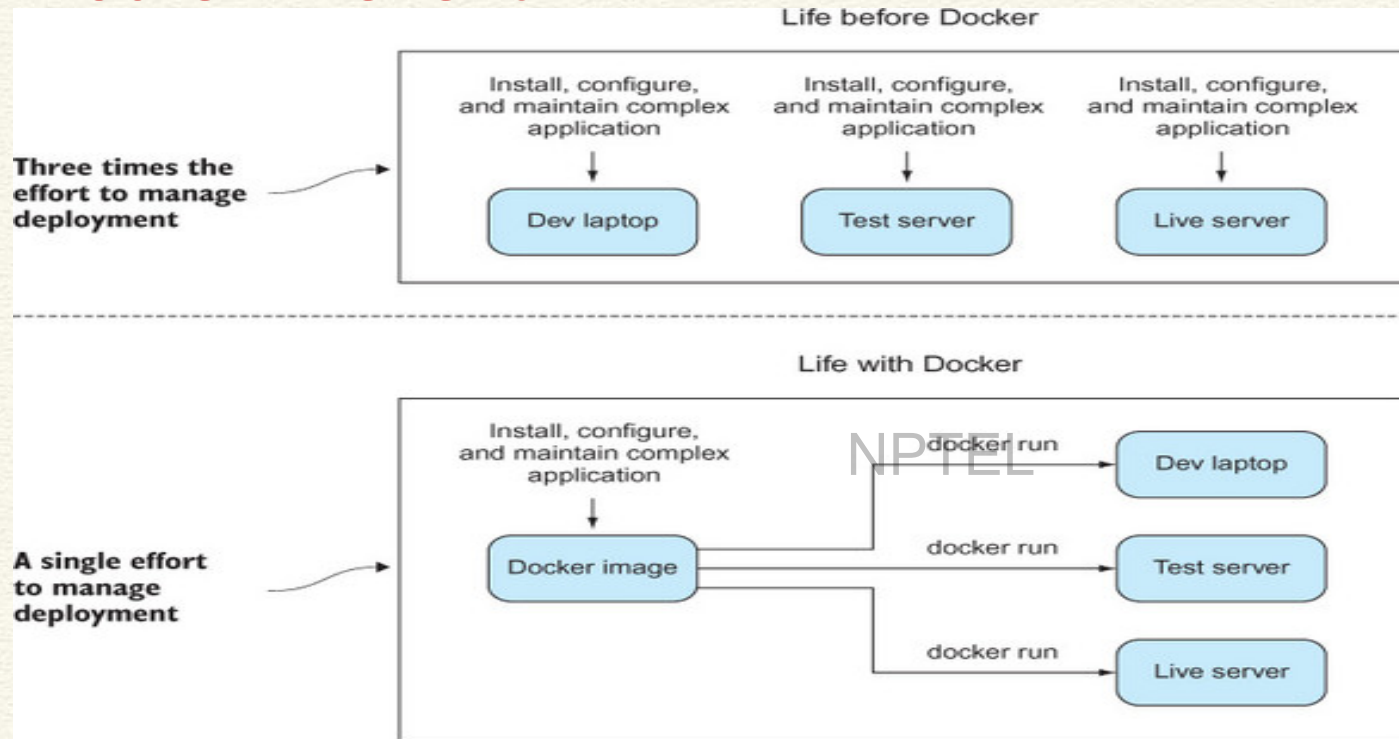 Life before Docker
Install, configure,
and maintain complex
application
Install, configure,
and maintain complex
application
Install, configure,
and maintain complex
application
Three times the
effort to manage
deployment
Dev laptop
Test server
Live server
Life with Docker
Install, configure,
and maintain complex
application
NPTEL
docker run
Dev laptop
A single effort
to manage
deployment
Docker image
docker run
Test server
docker run
Live server